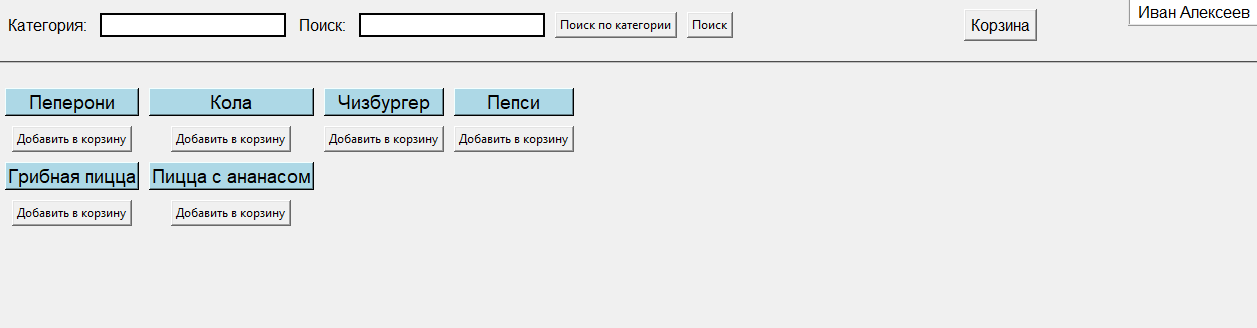 Категория: Поиск: Поиск по категории Поиск Корзина Иван Алексеев
Пеперони Кола Чизбургер Пепси
Добавить в корзину Добавить в корзину Добавить в корзину Добавить в корзину
Грибная пицца Пицца с ананасом
Добавить в корзину Добавить в корзину